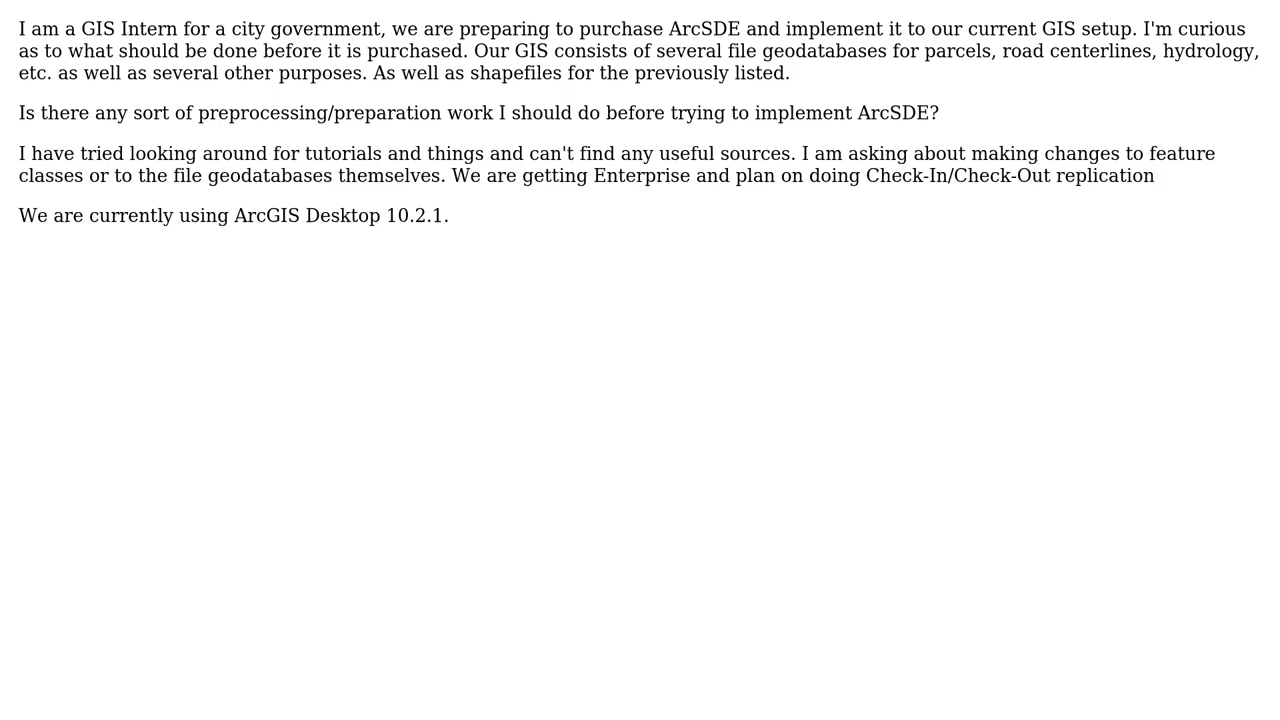 I am a GIS Intern for a city government, we are preparing to purchase ArcSDE and implement it to our current GIS setup. I'm curious
as to what should be done before it is purchased. Our GIS consists of several file geodatabases for parcels, road centerlines, hydrology,
etc. as well as several other purposes. As well as shapefiles for the previously listed.
Is there any sort of preprocessing/preparation work I should do before trying to implement ArcSDE?
I have tried looking around for tutorials and things and can't find any useful sources. I am asking about making changes to feature
classes or to the file geodatabases themselves. We are getting Enterprise and plan on doing Check-In/Check-Out replication
We are currently using ArcGIS Desktop 10.2.1.